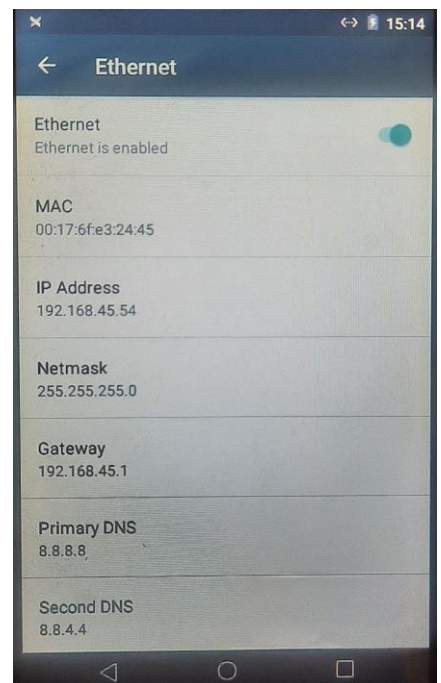 15:14
Ethernet
Ethernet
Ethernet is enabled
MAC
00:17:6f:e3:24:45
IP Address
192.168.45.54
Netmask
255.255.255.0
Gateway
192.168.45.1
Primary DNS
8.8.8.8
Second DNS
8.8.4.4